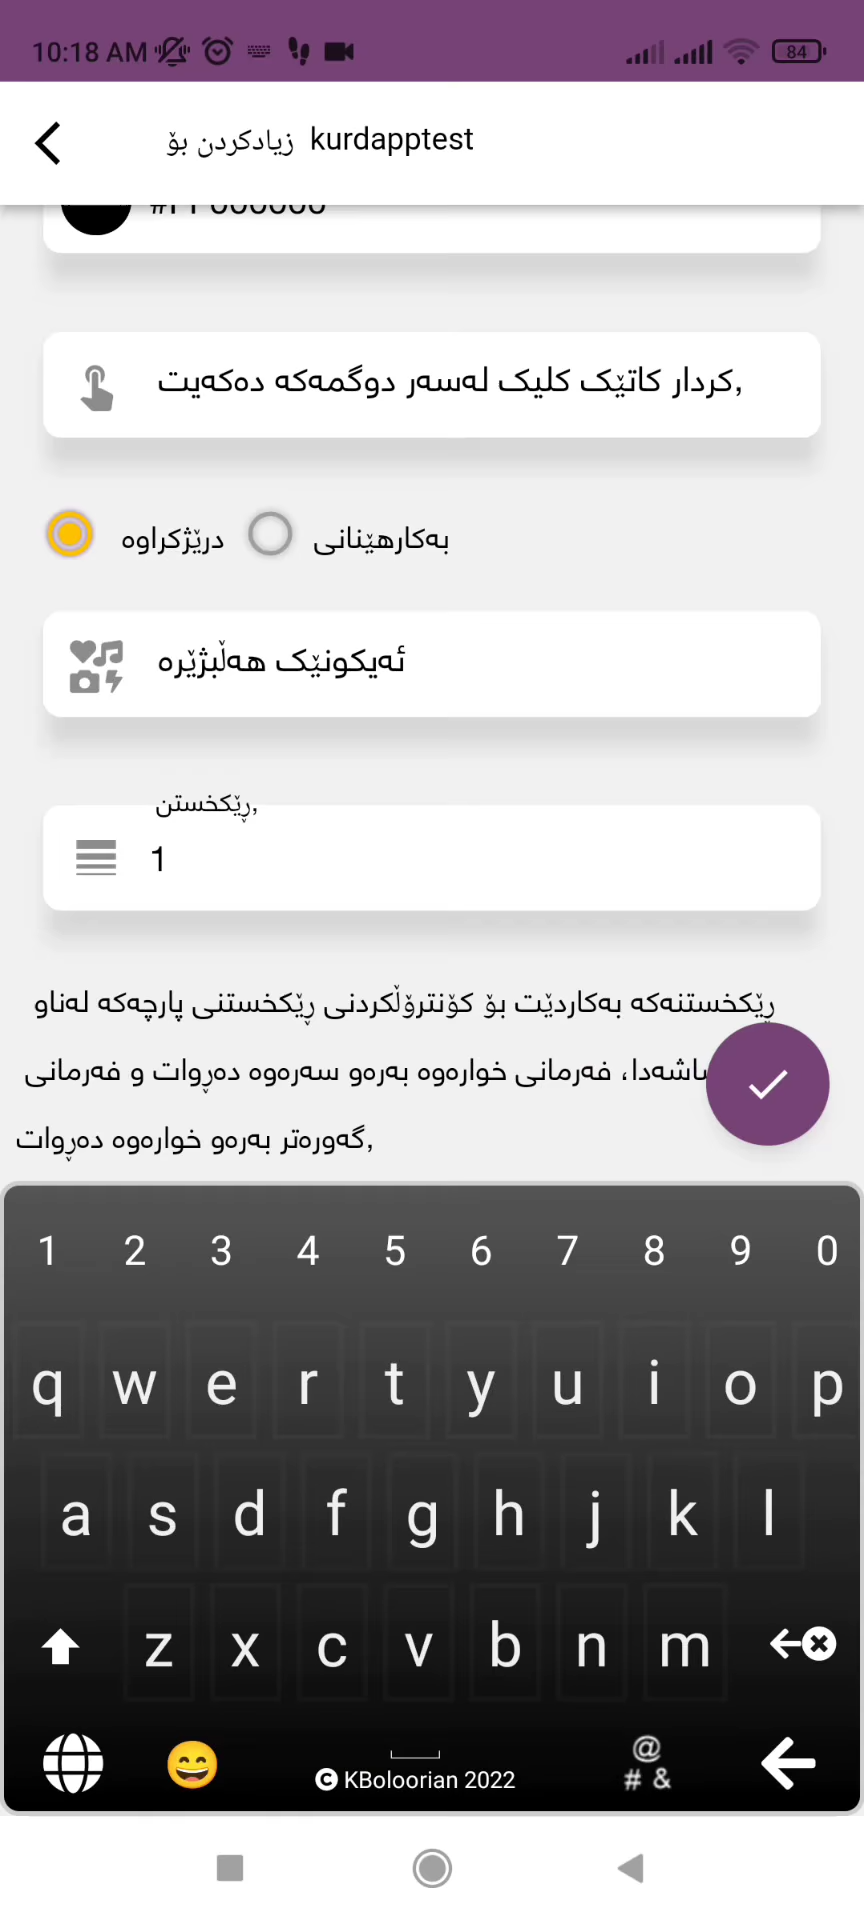 10:18 AM
84
زیادکردن بۆ kurdapptest
کردار کاتێک کلیک لەسەر دوگمەکە دەکەیت,
درێژکراوە
بەکارهێنانی
ئەیکونێک هەڵبژێرە
ڕێکخستن,
1
ڕێکخستنەکە بەکاردێت بۆ کۆنترۆڵکردنی ڕێکخستنی پارچەکە لەناو
شاشەدا، فەرمانی خوارەوە بەرەو سەرەوە دەڕوات و فەرمانی
گەورەتر بەرەو خوارەوە دەڕوات,
1 2 3 4 5 6 7 8 9 0
q w e r t y u i o p
a s d f g h j k l
z x c v b n m
@
# &
© KBoloorian 2022